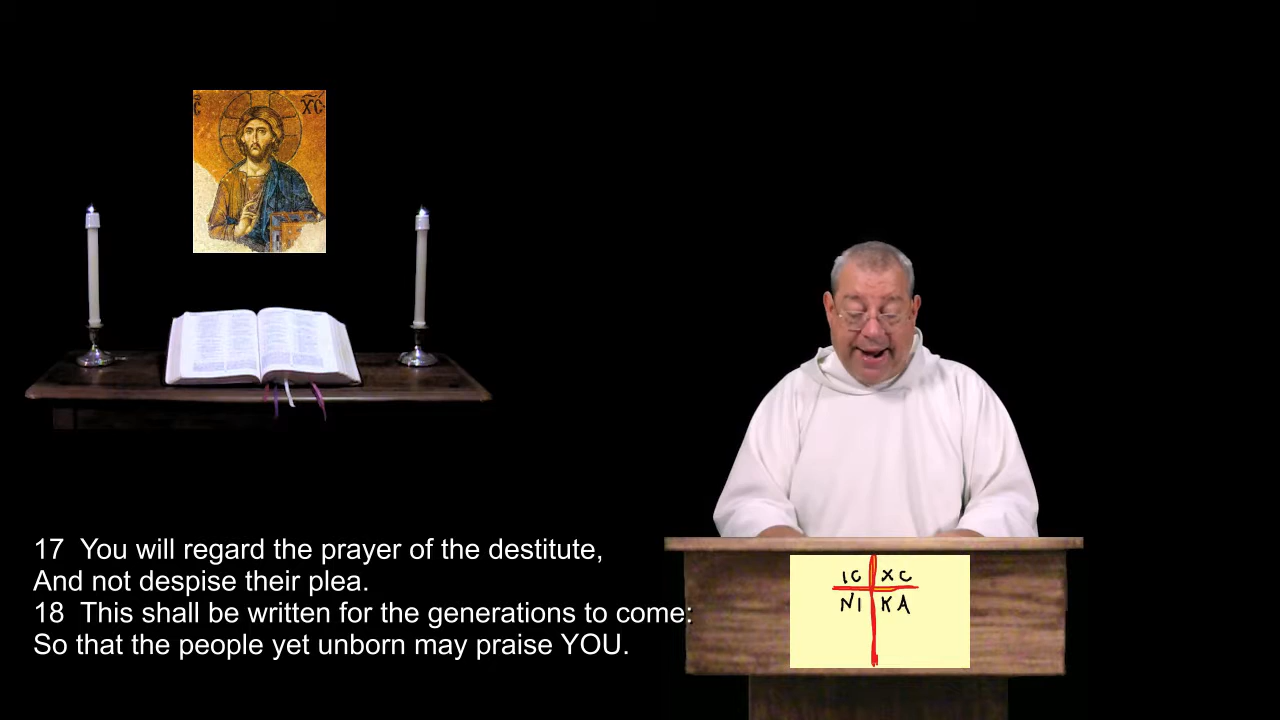 C XC
17 You will regard the prayer of the destitute,
And not despise their plea.
18 This shall be written for the generations to come:
So that the people yet unborn may praise YOU.
IC XC
NI KA